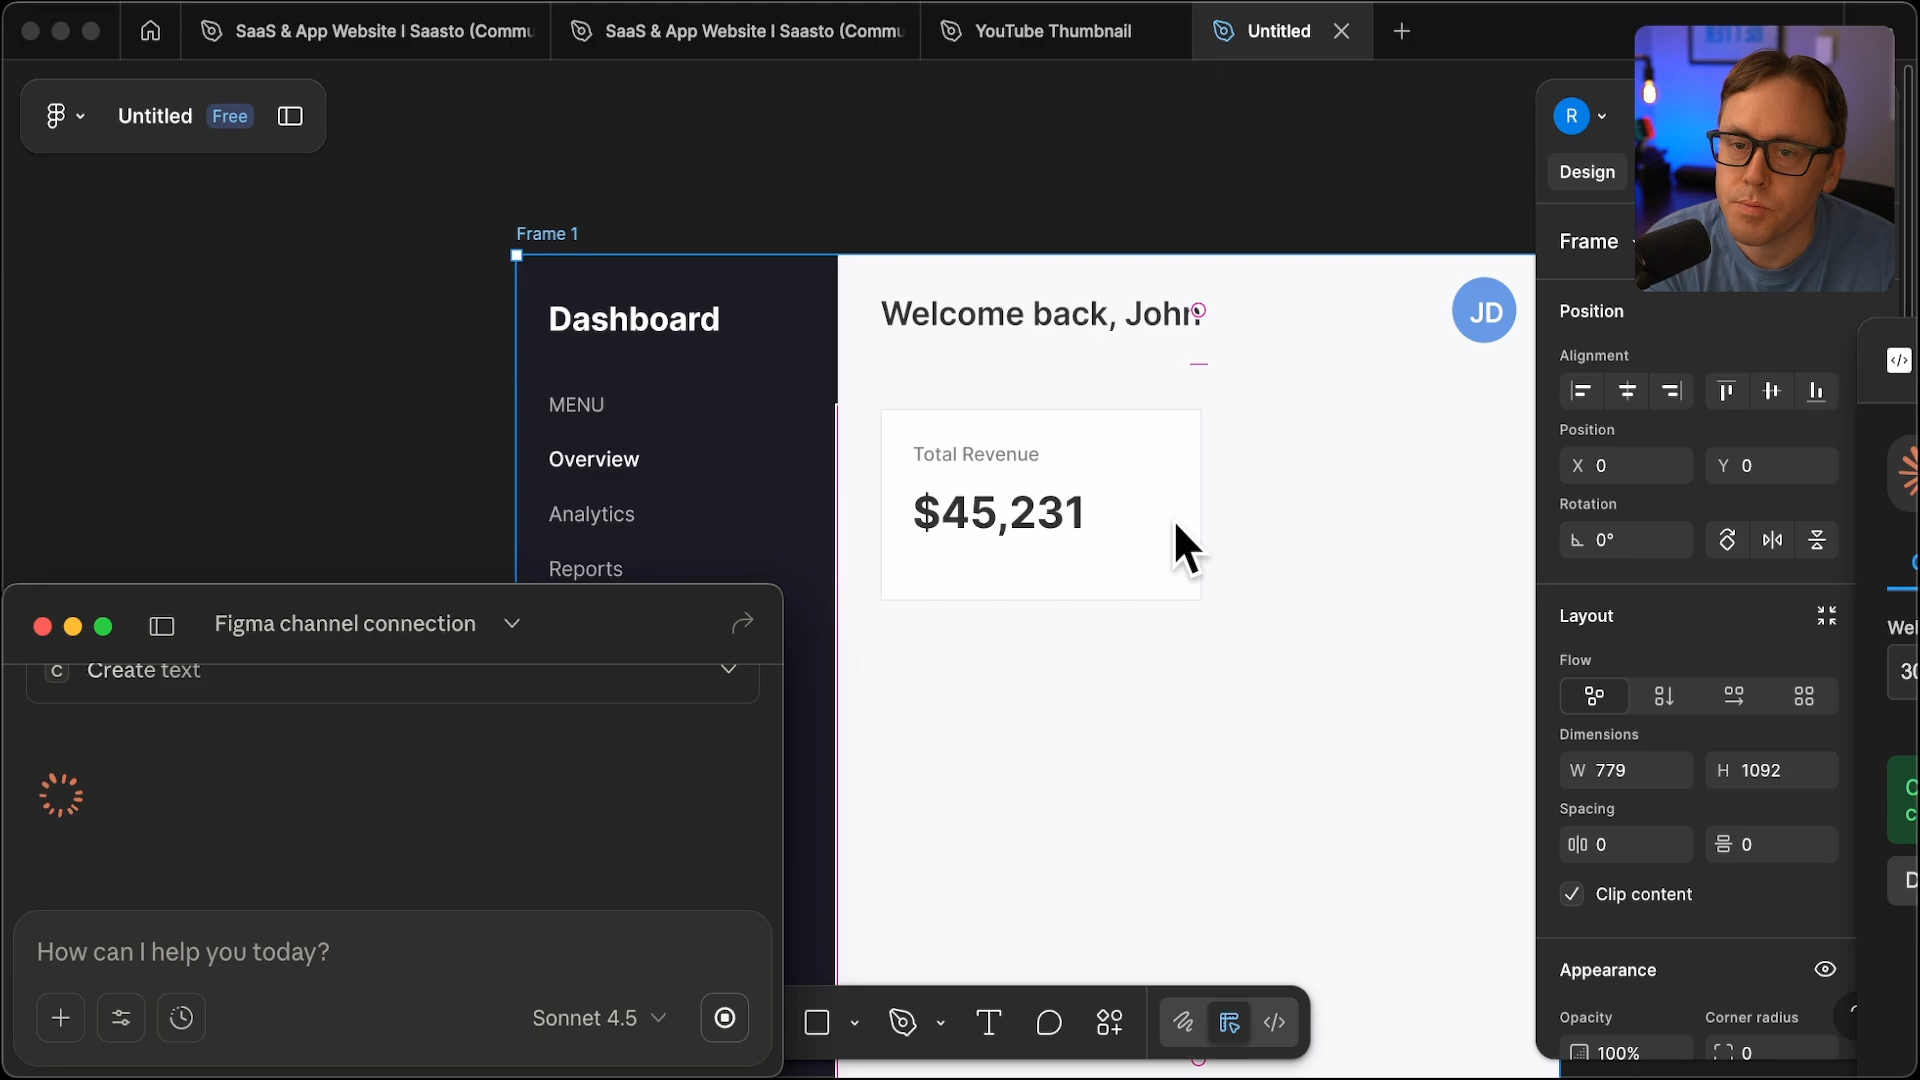 SaaS & App Website | Saasto (Commu
SaaS & App Website | Saasto (Commu
YouTube Thumbnail
Untitled
Untitled
Free
R
Design
Frame 1
Frame
Dashboard
Welcome back, John
JD
MENU
Overview
Analytics
Reports
Total Revenue
$45,231
Position
Alignment
Position
X 0
Y 0
Rotation
0°
Layout
Flow
Dimensions
W 779
H 1092
Spacing
0
0
Clip content
Appearance
Opacity
Corner radius
100%
0
Wel
30
Figma channel connection
C Create text
How can I help you today?
Sonnet 4.5